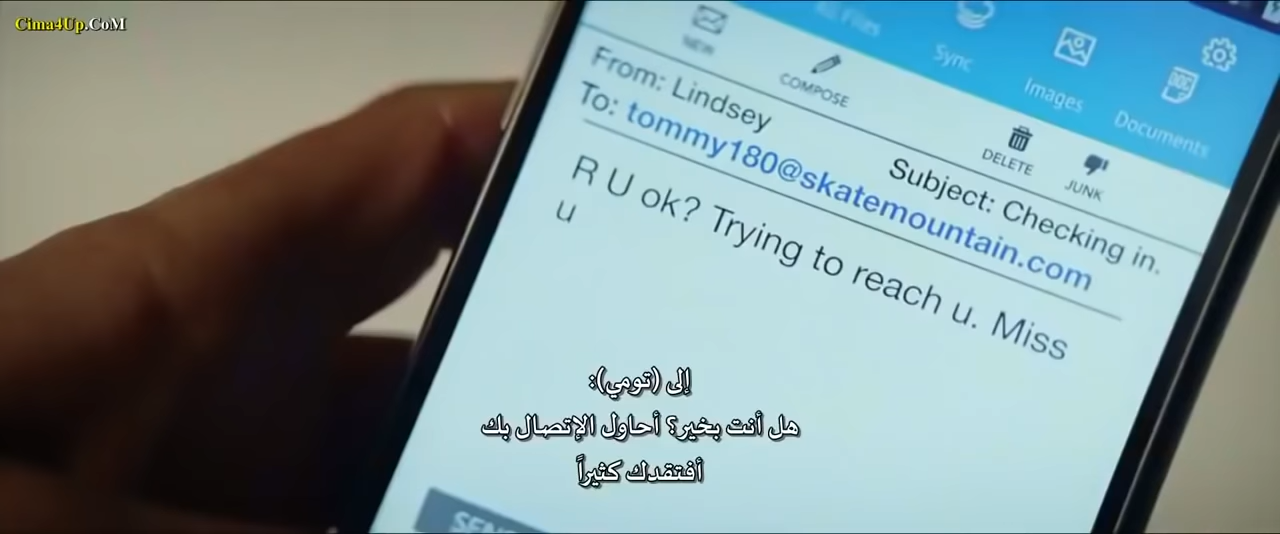 Cima4Up.CoM
Sync
Images
Documents
NEW
COMPOSE
DELETE
JUNK
From: Lindsey
Subject: Checking in.
To: tommy180@skatemountain.com
R U ok? Trying to reach u. Miss
u
إلى (تومي):
هل أنت بخير؟ أحاول الإتصال بك
أفتقدك كثيراً